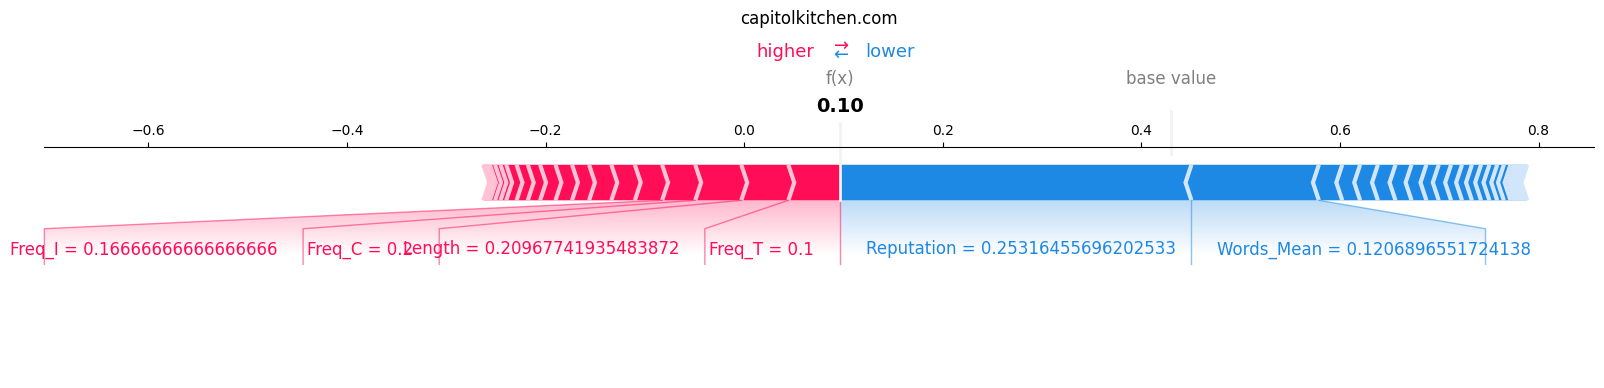 capitolkitchen.com
higher ⇄ lower
f(x) base value
0.10
−0.6 −0.4 −0.2 0.0 0.2 0.4 0.6 0.8
Freq_I = 0.16666666666666666 Freq_C = 0.2 Length = 0.20967741935483872 Freq_T = 0.1 Reputation = 0.25316455696202533 Words_Mean = 0.1206896551724138